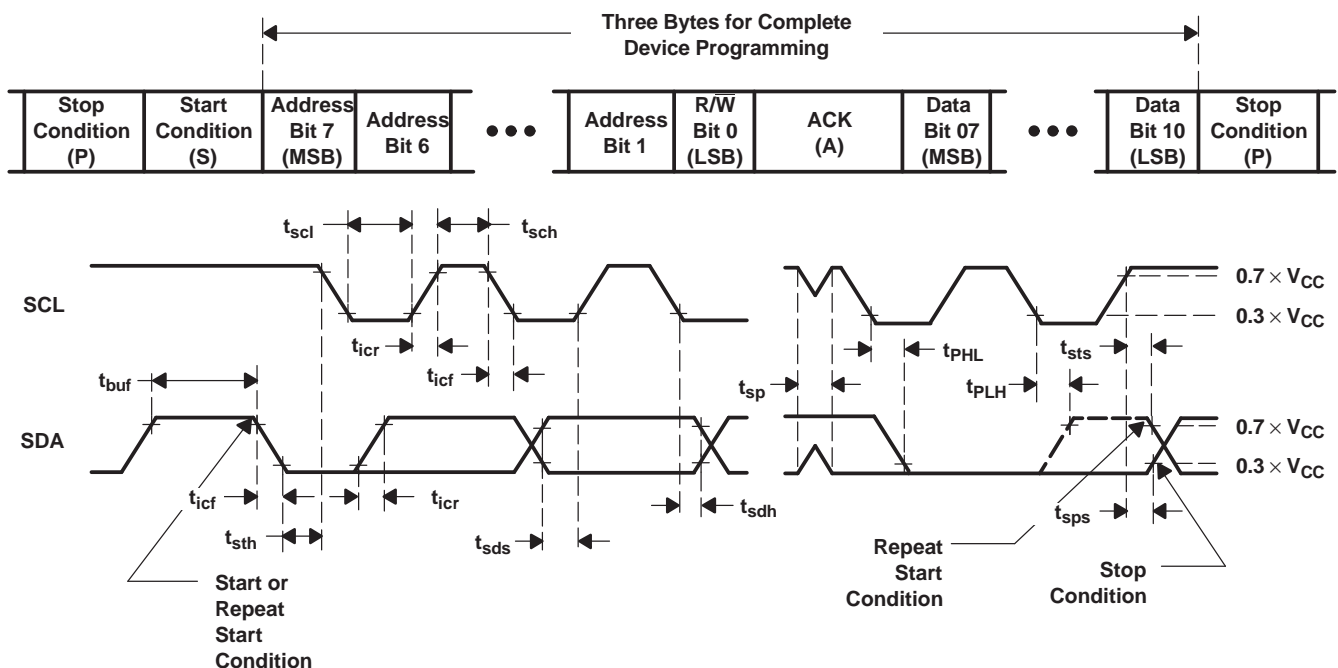 Three Bytes for Complete
Device Programming
Stop
Condition
(P)
Start
Condition
(S)
Address
Bit 7
(MSB)
Address
Bit 6
•••
Address
Bit 1
R/W̅
Bit 0
(LSB)
ACK
(A)
Data
Bit 07
(MSB)
•••
Data
Bit 10
(LSB)
Stop
Condition
(P)
tscl
tsch
SCL
0.7 × VCC
0.3 × VCC
ticr
ticf
tPHL
tsts
tbuf
tsp
tPLH
SDA
0.7 × VCC
0.3 × VCC
ticf
ticr
tsdh
tsps
tsth
tsds
Start or
Repeat
Start
Condition
Repeat
Start
Condition
Stop
Condition